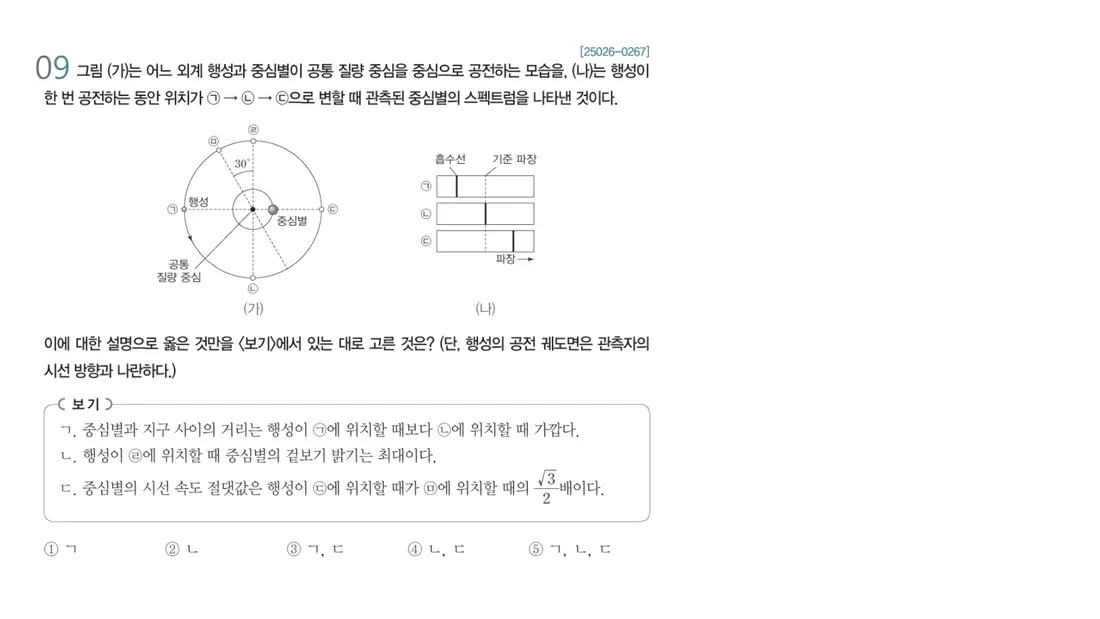 [25026-0267]
09 그림 (가)는 어느 외계 행성과 중심별이 공통 질량 중심을 중심으로 공전하는 모습을, (나)는 행성이
한 번 공전하는 동안 위치가 ㉠ → ㉡ → ㉢으로 변할 때 관측된 중심별의 스펙트럼을 나타낸 것이다.
㉣
㉤
30°
㉠ 행성
㉢
중심별
공통
질량 중심
㉡
(가)
흡수선 기준 파장
㉠
㉡
㉢
파장 →
(나)
이에 대한 설명으로 옳은 것만을 〈보기〉에서 있는 대로 고른 것은? (단, 행성의 공전 궤도면은 관측자의
시선 방향과 나란하다.)
보기
ㄱ. 중심별과 지구 사이의 거리는 행성이 ㉠에 위치할 때보다 ㉡에 위치할 때 가깝다.
ㄴ. 행성이 ㉣에 위치할 때 중심별의 겉보기 밝기는 최대이다.
ㄷ. 중심별의 시선 속도 절댓값은 행성이 ㉢에 위치할 때가 ㉤에 위치할 때의 √3/2배이다.
① ㄱ ② ㄴ ③ ㄱ, ㄷ ④ ㄴ, ㄷ ⑤ ㄱ, ㄴ, ㄷ